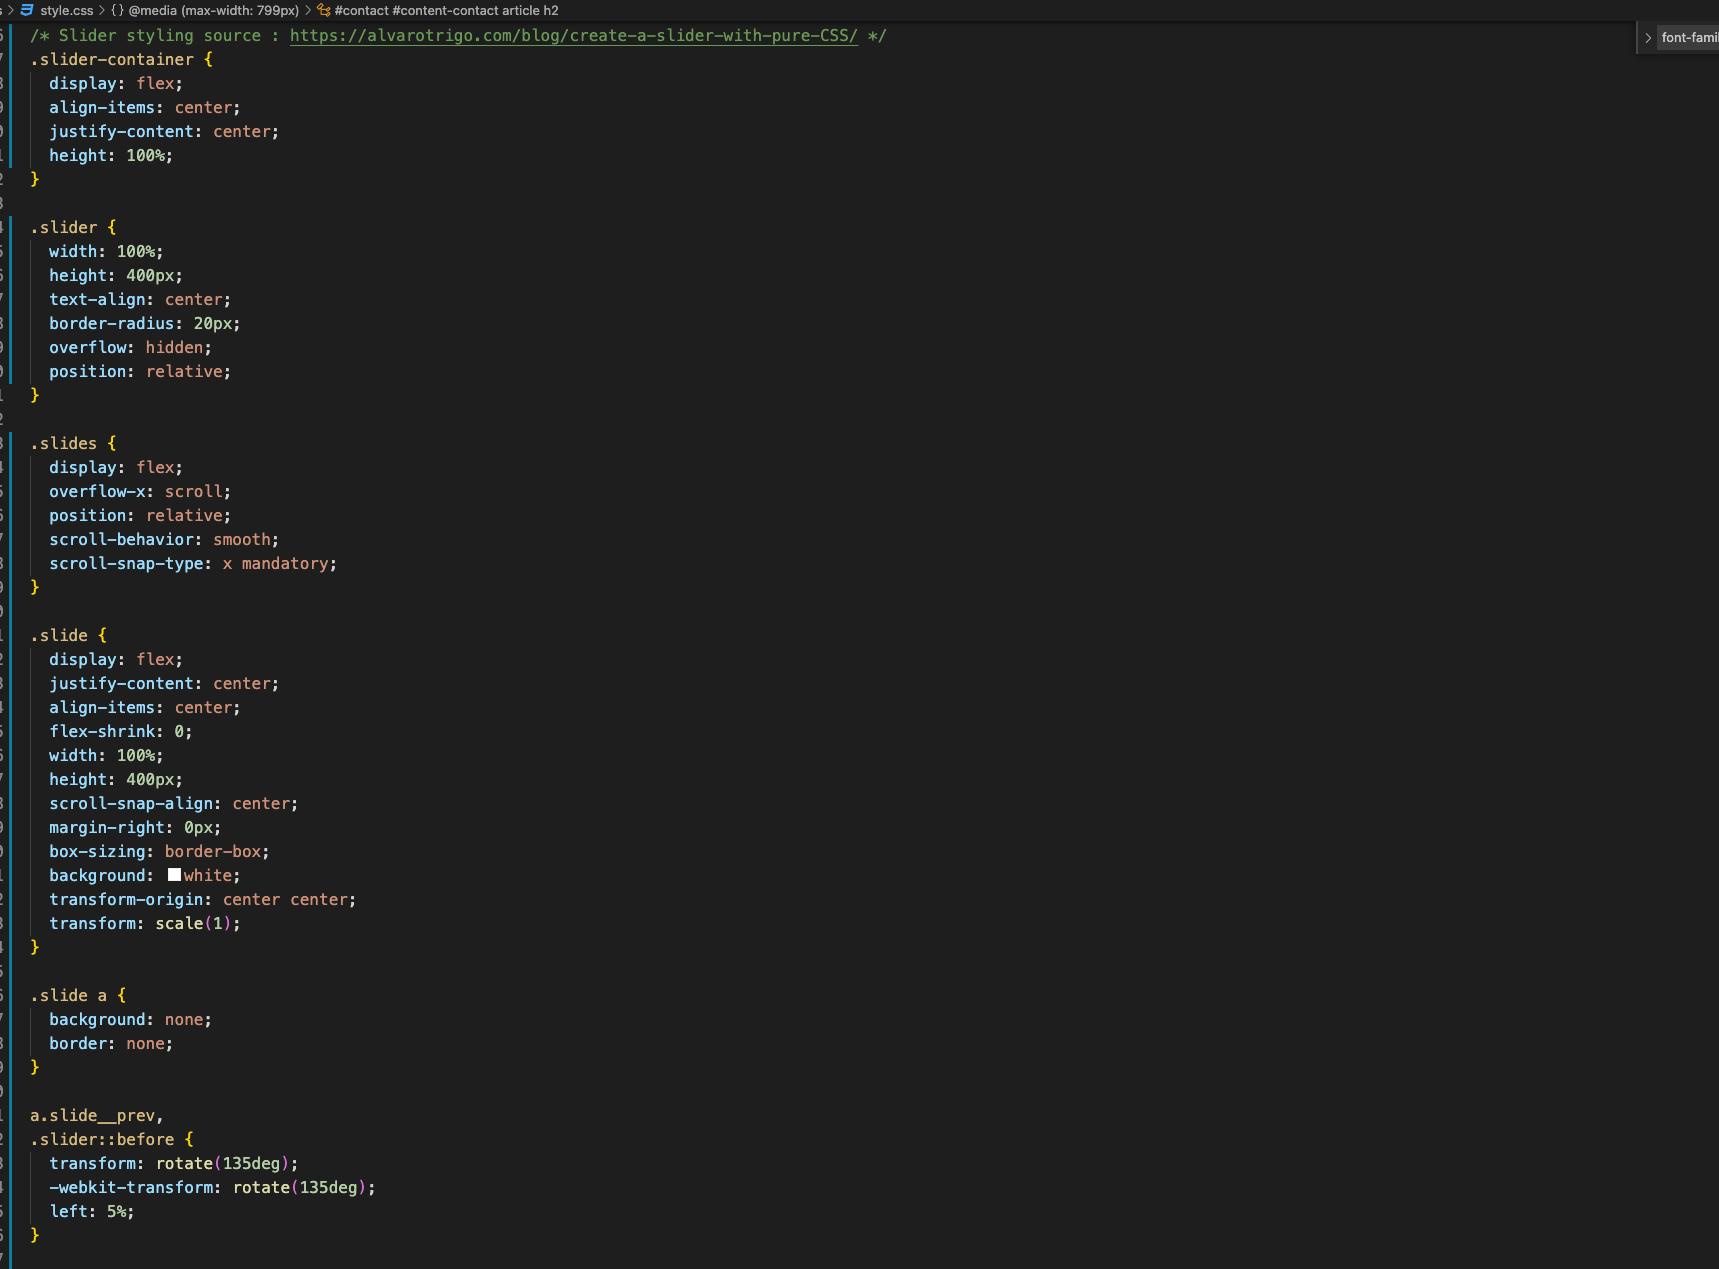 style.css > {} @media (max-width: 799px) > #contact #content-contact article h2
/* Slider styling source : https://alvarotrigo.com/blog/create-a-slider-with-pure-CSS/ */
> font-famil
.slider-container {
  display: flex;
  align-items: center;
  justify-content: center;
  height: 100%;
}
.slider {
  width: 100%;
  height: 400px;
  text-align: center;
  border-radius: 20px;
  overflow: hidden;
  position: relative;
}
.slides {
  display: flex;
  overflow-x: scroll;
  position: relative;
  scroll-behavior: smooth;
  scroll-snap-type: x mandatory;
}
.slide {
  display: flex;
  justify-content: center;
  align-items: center;
  flex-shrink: 0;
  width: 100%;
  height: 400px;
  scroll-snap-align: center;
  margin-right: 0px;
  box-sizing: border-box;
  background: white;
  transform-origin: center center;
  transform: scale(1);
}
.slide a {
  background: none;
  border: none;
}
a.slide__prev,
.slider::before {
  transform: rotate(135deg);
  -webkit-transform: rotate(135deg);
  left: 5%;
}